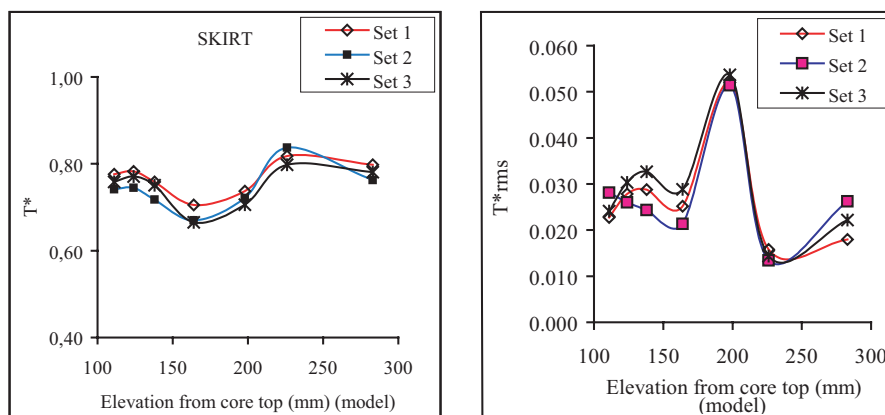 SKIRT
Set 1
Set 2
Set 3
1,00
0,80
0,60
0,40
T*
100
150
200
250
300
Elevation from core top (mm) (model)
Set 1
Set 2
Set 3
0.060
0.050
0.040
0.030
0.020
0.010
0.000
T*rms
100
150
200
250
300
Elevation from core top (mm)
(model)